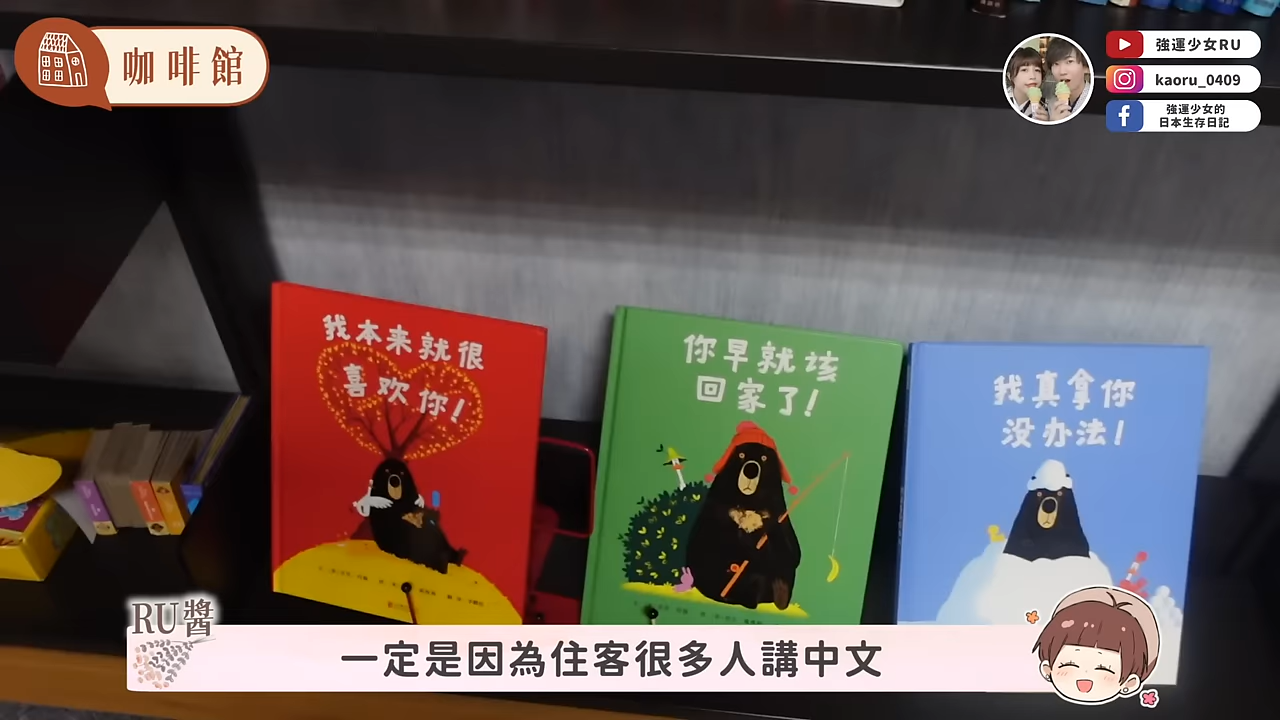 咖啡館
強運少女RU
kaoru_0409
強運少女的
日本生存日記
我本来就很
喜欢你!
你早就该
回家了!
我真拿你
没办法!
RU醬
一定是因為住客很多人講中文